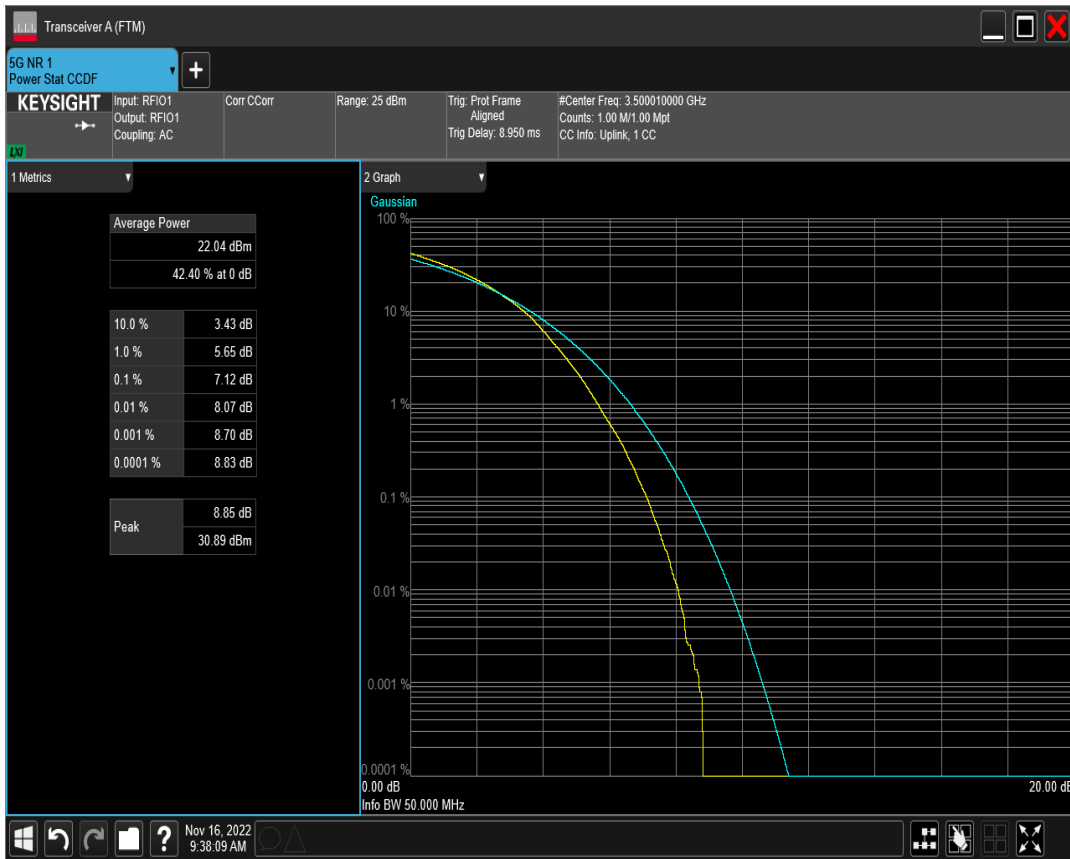 Transceiver A (FTM)
5G NR 1
Power Stat CCDF
+
KEYSIGHT
LXI
Input: RFIO1
Output: RFIO1
Coupling: AC
Corr CCorr
Range: 25 dBm
Trig: Prot Frame
Aligned
Trig Delay: 8.950 ms
#Center Freq: 3.500010000 GHz
Counts: 1.00 M/1.00 Mpt
CC Info: Uplink, 1 CC
1 Metrics
Average Power
22.04 dBm
42.40 % at 0 dB
10.0 % 3.43 dB
1.0 % 5.65 dB
0.1 % 7.12 dB
0.01 % 8.07 dB
0.001 % 8.70 dB
0.0001 % 8.83 dB
Peak
8.85 dB
30.89 dBm
2 Graph
Gaussian
100 %
10 %
1 %
0.1 %
0.01 %
0.001 %
0.0001 %
0.00 dB 20.00 dB
Info BW 50.000 MHz
?
Nov 16, 2022
9:38:09 AM